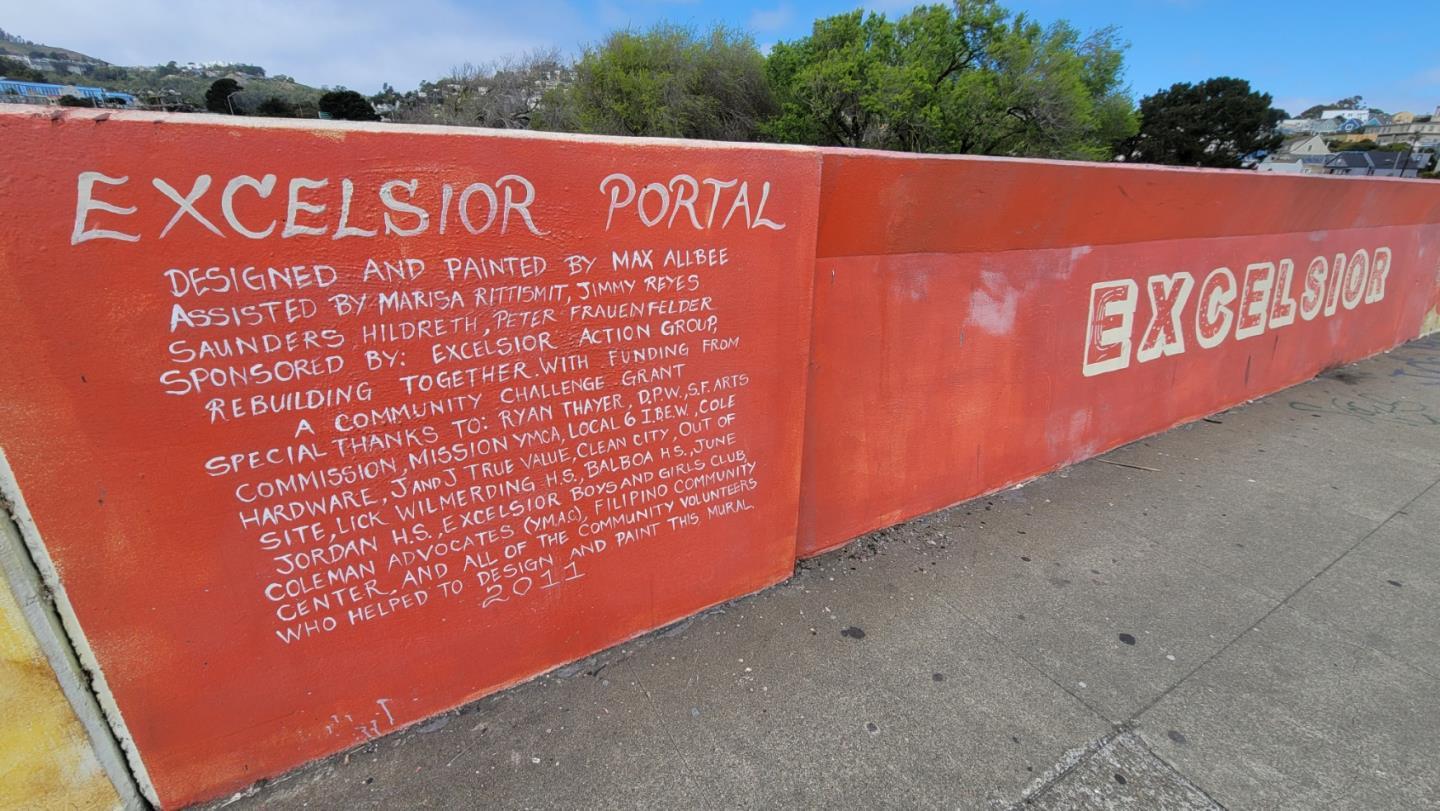 EXCELSIOR PORTAL
DESIGNED AND PAINTED BY MAX ALLBEE
ASSISTED BY MARISA RITTISMIT, JIMMY REYES
SAUNDERS HILDRETH, PETER FRAUENFELDER
SPONSORED BY: EXCELSIOR ACTION GROUP,
REBUILDING TOGETHER. WITH FUNDING FROM
A COMMUNITY CHALLENGE GRANT
SPECIAL THANKS TO: RYAN THAYER, D.P.W., S.F. ARTS
COMMISSION, MISSION YMCA, LOCAL 6 I.B.E.W., COLE
HARDWARE, J AND J TRUE VALUE, CLEAN CITY, OUT OF
SITE, LICK WILMERDING H.S., BALBOA H.S., JUNE
JORDAN H.S., EXCELSIOR BOYS AND GIRLS CLUB,
COLEMAN ADVOCATES (Y.M.A.C), FILIPINO COMMUNITY
CENTER, AND ALL OF THE COMMUNITY VOLUNTEERS
WHO HELPED TO DESIGN AND PAINT THIS MURAL
2011
EXCELSIOR